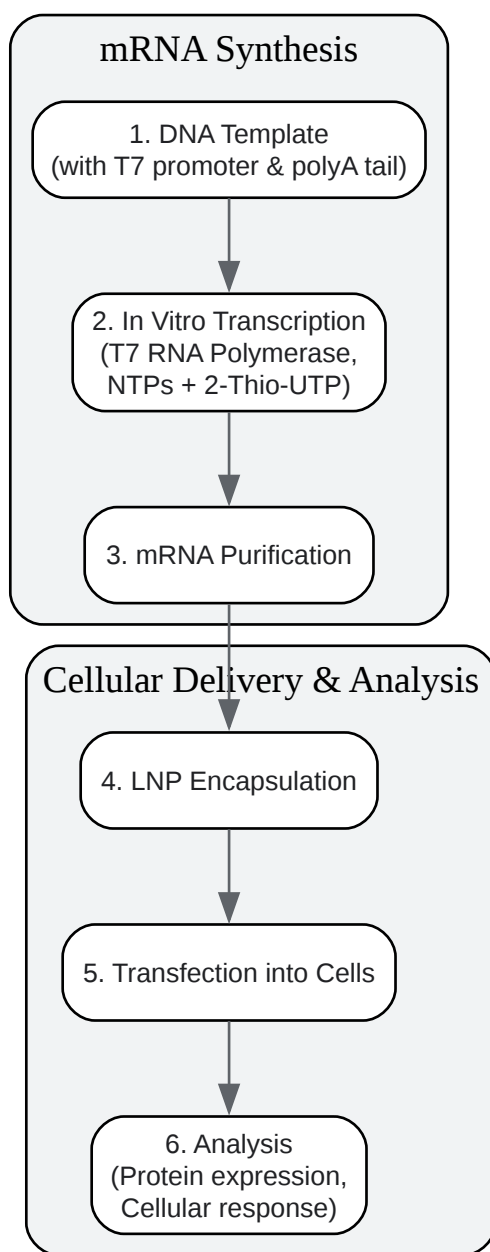 mRNA Synthesis
1. DNA Template
(with T7 promoter & polyA tail)
2. In Vitro Transcription
(T7 RNA Polymerase,
NTPs + 2-Thio-UTP)
3. mRNA Purification
Cellular Delivery & Analysis
4. LNP Encapsulation
5. Transfection into Cells
6. Analysis
(Protein expression,
Cellular response)